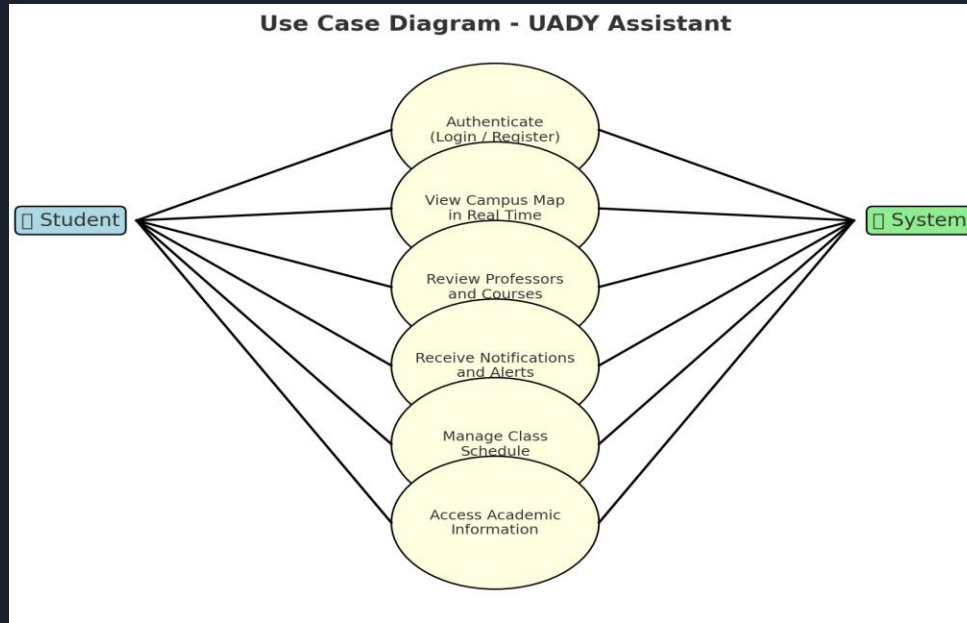 Use Case Diagram - UADY Assistant
Authenticate
(Login / Register)
View Campus Map
in Real Time
Student
System
Review Professors
and Courses
Receive Notifications
and Alerts
Manage Class
Schedule
Access Academic
Information